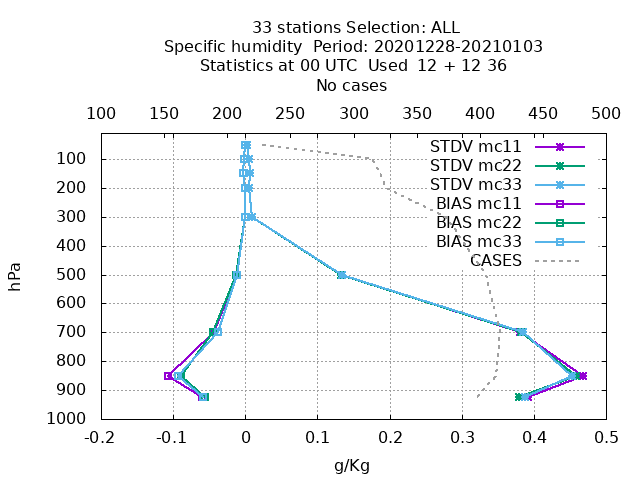 33 stations Selection: ALL
Specific humidity  Period: 20201228-20210103
Statistics at 00 UTC  Used  12 + 12 36
No cases
100 150 200 250 300 350 400 450 500
STDV mc11
STDV mc22
STDV mc33
BIAS mc11
BIAS mc22
BIAS mc33
CASES
100
200
300
400
500
600
700
800
900
1000
hPa
-0.2 -0.1 0 0.1 0.2 0.3 0.4 0.5
g/Kg